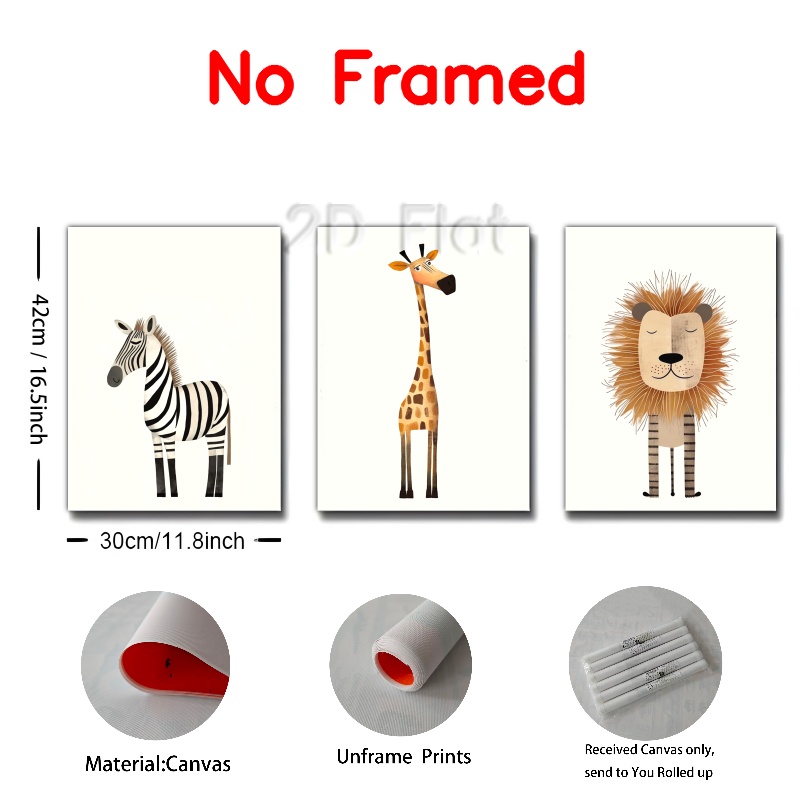 No Framed
2D Flat
42cm / 16.5inch
30cm/11.8inch
Material:Canvas
Unframe Prints
Received Canvas only,
send to You Rolled up